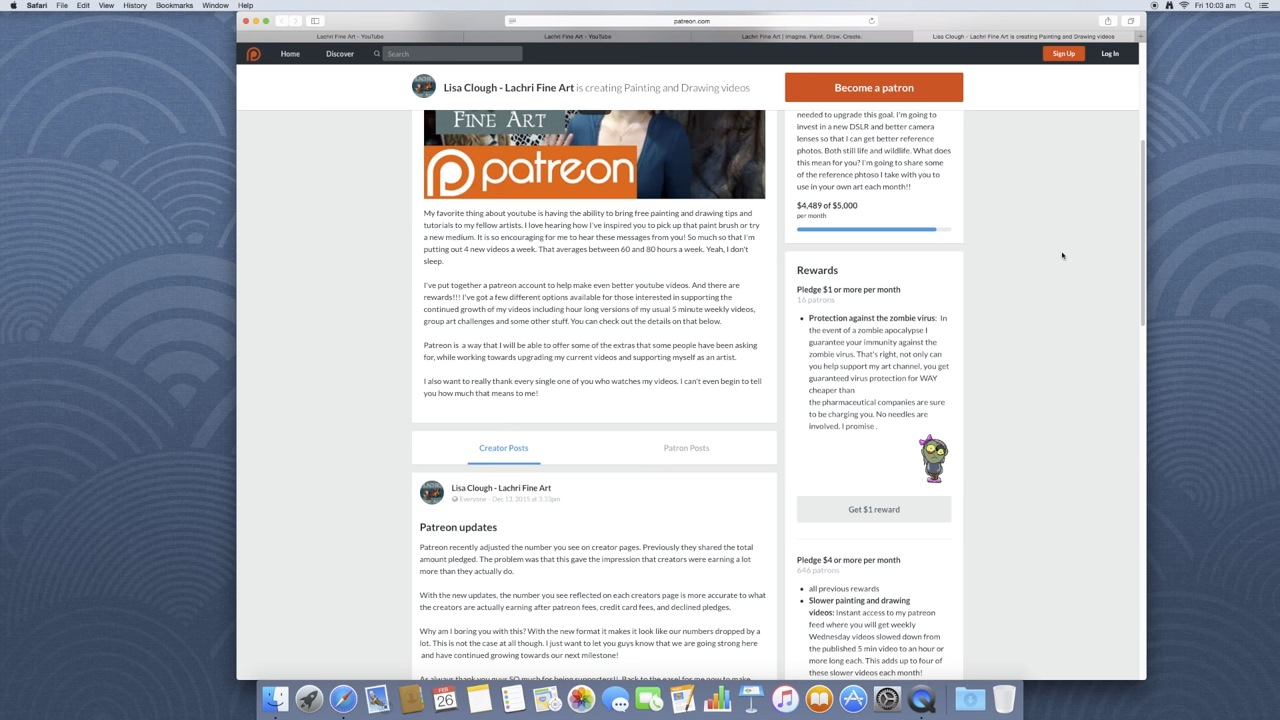 Safari File Edit View History Bookmarks Window Help
Fri 10:03 am
patreon.com
Lachri Fine Art - YouTube
Lachri Fine Art - YouTube
Lachri Fine Art | Imagine. Paint. Draw. Create.
Lisa Clough - Lachri Fine Art is creating Painting and Drawing videos
Home Discover Search Sign Up Log In
Lisa Clough - Lachri Fine Art is creating Painting and Drawing videos
Become a patron
FINE ART
patreon
My favorite thing about youtube is having the ability to bring free painting and drawing tips and
tutorials to my fellow artists. I love hearing how I've inspired you to pick up that paint brush or try
a new medium. It is so encouraging for me to hear these messages from you! So much so that I'm
putting out 4 new videos a week. That averages between 60 and 80 hours a week. Yeah, I don't
sleep.
I've put together a patreon account to help make even better youtube videos. And there are
rewards!!! I've got a few different options available for those interested in supporting the
continued growth of my videos including hour long versions of my usual 5 minute weekly videos,
group art challenges and some other stuff. You can check out the details on that below.
Patreon is a way that I will be able to offer some of the extras that some people have been asking
for, while working towards upgrading my current videos and supporting myself as an artist.
I also want to really thank every single one of you who watches my videos. I can't even begin to tell
you how much that means to me!
Creator Posts Patron Posts
Lisa Clough - Lachri Fine Art
Everyone - Dec 13, 2015 at 3:33pm
Patreon updates
Patreon recently adjusted the number you see on creator pages. Previously they shared the total
amount pledged. The problem was that this gave the impression that creators were earning a lot
more than they actually do.
With the new updates, the number you see reflected on each creators page is more accurate to what
the creators are actually earning after patreon fees, credit card fees, and declined pledges.
Why am I boring you with this? With the new format it makes it look like our numbers dropped by a
lot. This is not the case at all though. I just want to let you guys know that we are going strong here
and have continued growing towards our next milestone!
needed to upgrade this goal. I'm going to
invest in a new DSLR and better camera
lenses so that I can get better reference
photos. Both still life and wildlife. What does
this mean for you? I'm going to share some
of the reference phtoso I take with you to
use in your own art each month!!
$4,489 of $5,000
per month
Rewards
Pledge $1 or more per month
16 patrons
• Protection against the zombie virus: In
the event of a zombie apocalypse I
guarantee your immunity against the
zombie virus. That's right, not only can
you help support my art channel, you get
guaranteed virus protection for WAY
cheaper than
the pharmaceutical companies are sure
to be charging you. No needles are
involved. I promise .
Get $1 reward
Pledge $4 or more per month
646 patrons
• all previous rewards
• Slower painting and drawing
videos: Instant access to my patreon
feed where you will get weekly
Wednesday videos slowed down from
the published 5 min video to an hour or
more long each. This adds up to four of
these slower videos each month!
FEB
26